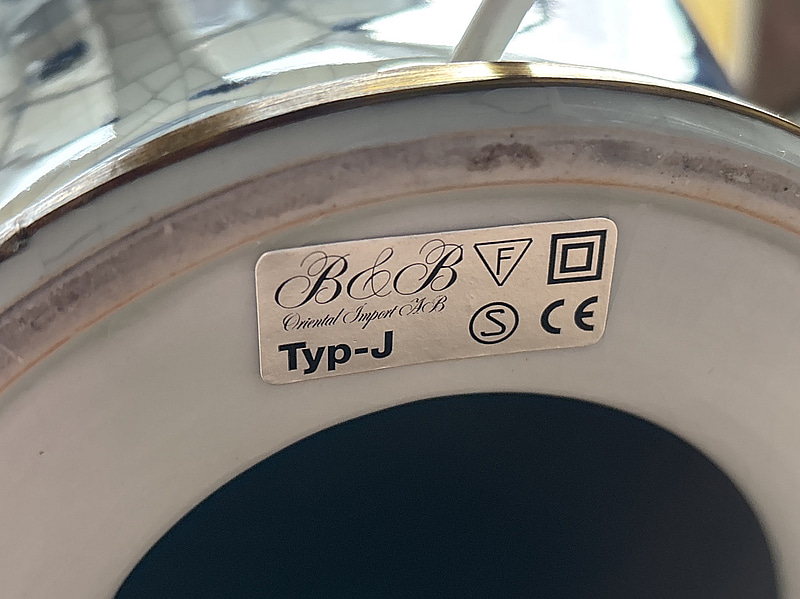 B&B
Oriental Import AB
Typ-J
F
S
CE